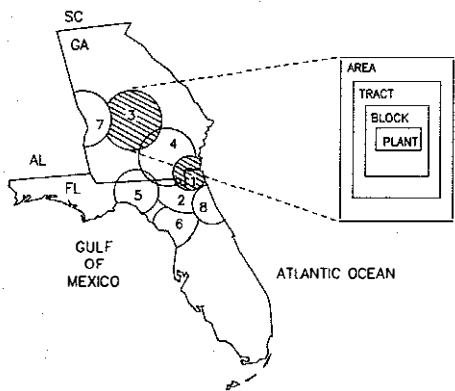 SC
GA
3
7
4
1
AL
FL
5
2
8
6
GULF
OF
MEXICO
ATLANTIC OCEAN
AREA
TRACT
BLOCK
PLANT